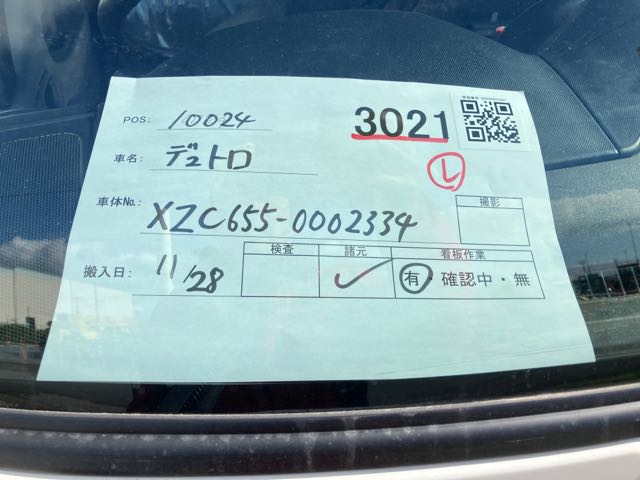 POS: 10024
3021
車名: デュトロ
L
車体No.: XZC655-0002334
撮影
搬入日: 11/28
検査 諸元 看板作業
有・確認中・無